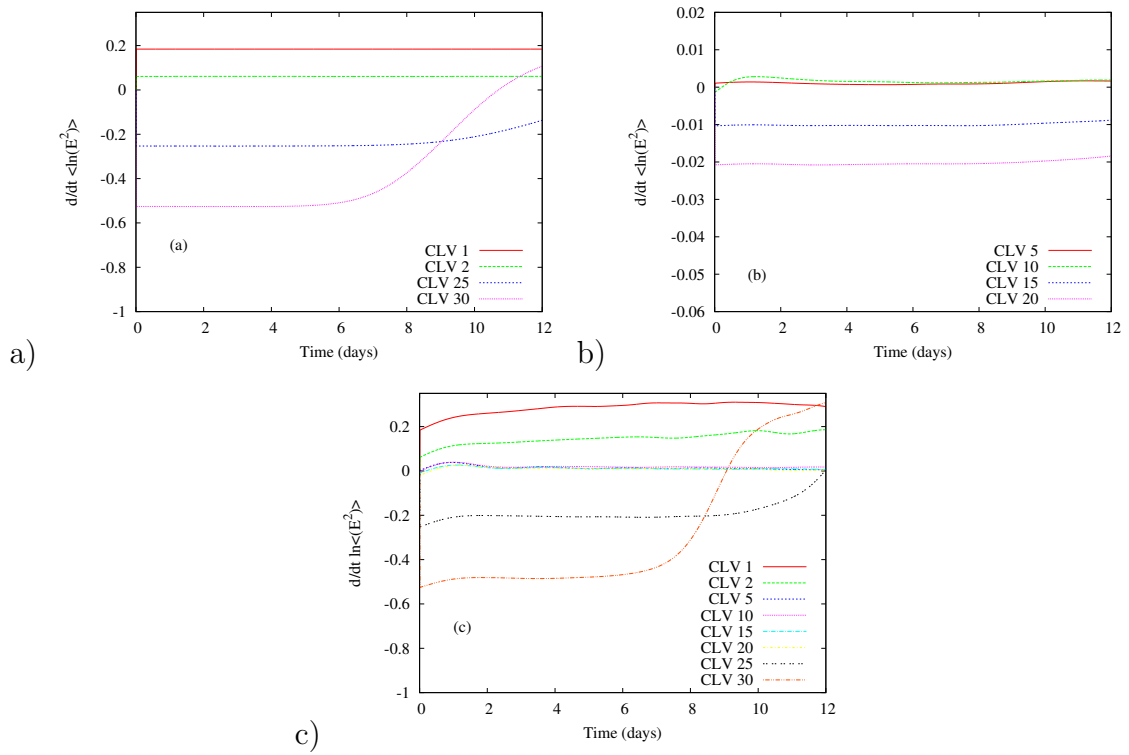 0.2
0
-0.2
-0.4
-0.6
-0.8
-1
0 2 4 6 8 10 12
d/dt <ln(E^2)>
Time (days)
(a)
CLV 1
CLV 2
CLV 25
CLV 30
a)
0.02
0.01
0
-0.01
-0.02
-0.03
-0.04
-0.05
-0.06
0 2 4 6 8 10 12
d/dt <ln(E^2)>
Time (days)
(b)
CLV 5
CLV 10
CLV 15
CLV 20
b)
0.2
0
-0.2
-0.4
-0.6
-0.8
-1
0 2 4 6 8 10 12
d/dt ln<(E^2)>
Time (days)
(c)
CLV 1
CLV 2
CLV 5
CLV 10
CLV 15
CLV 20
CLV 25
CLV 30
c)